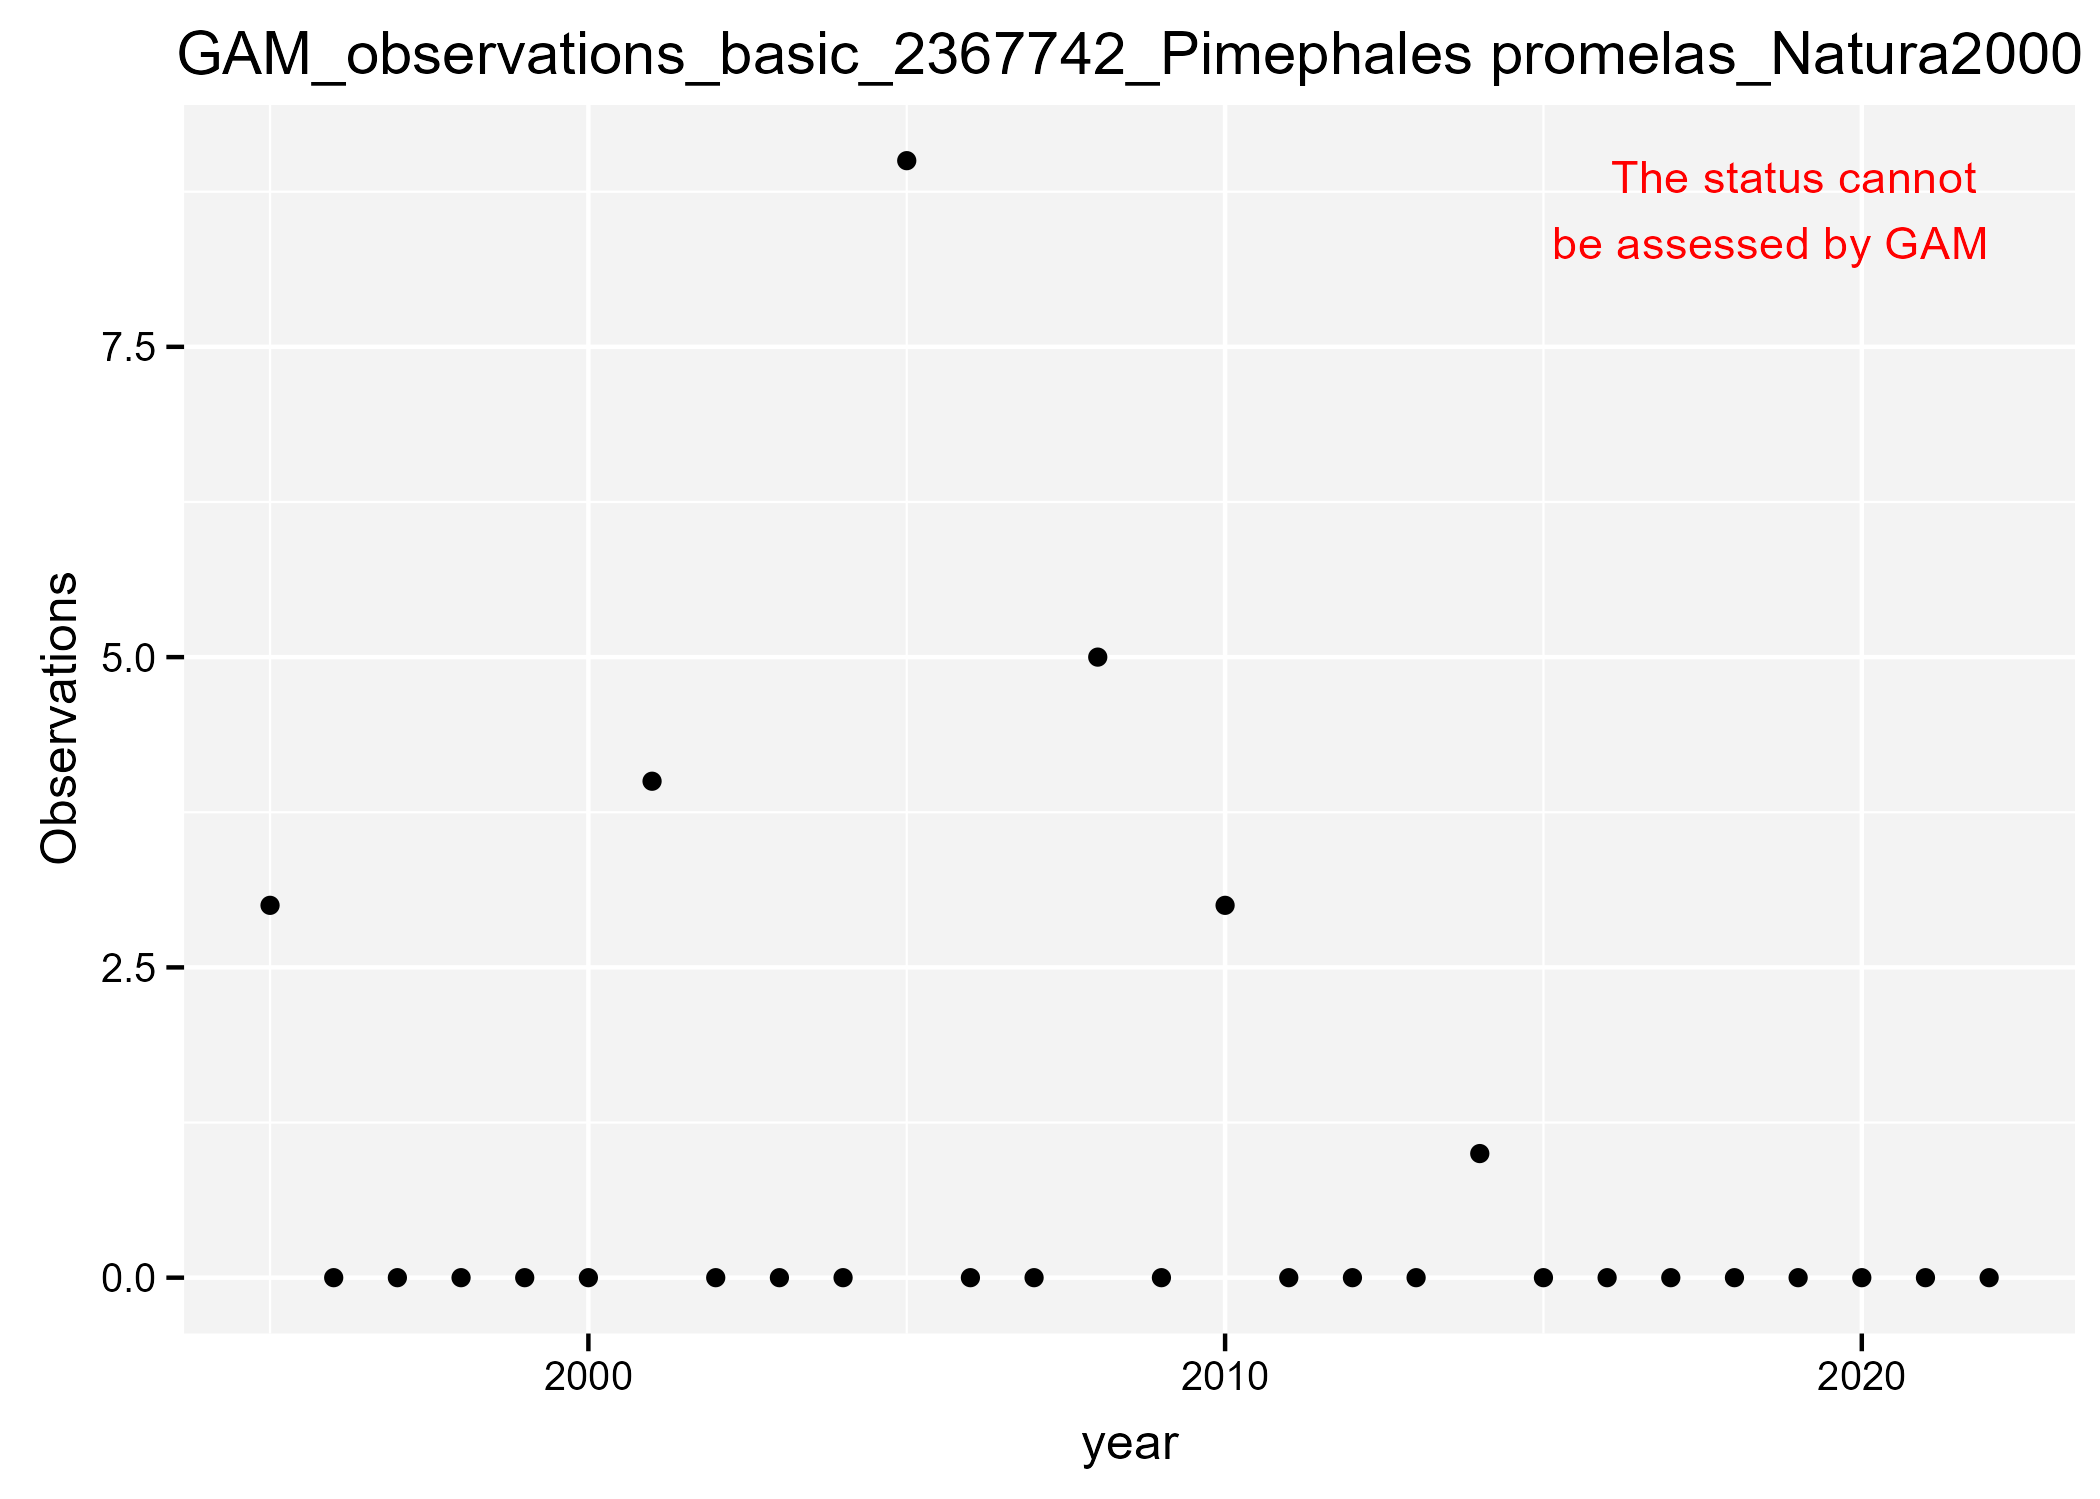 GAM_observations_basic_2367742_Pimephales promelas_Natura2000
The status cannot
be assessed by GAM
7.5
5.0
2.5
0.0
Observations
2000
2010
2020
year